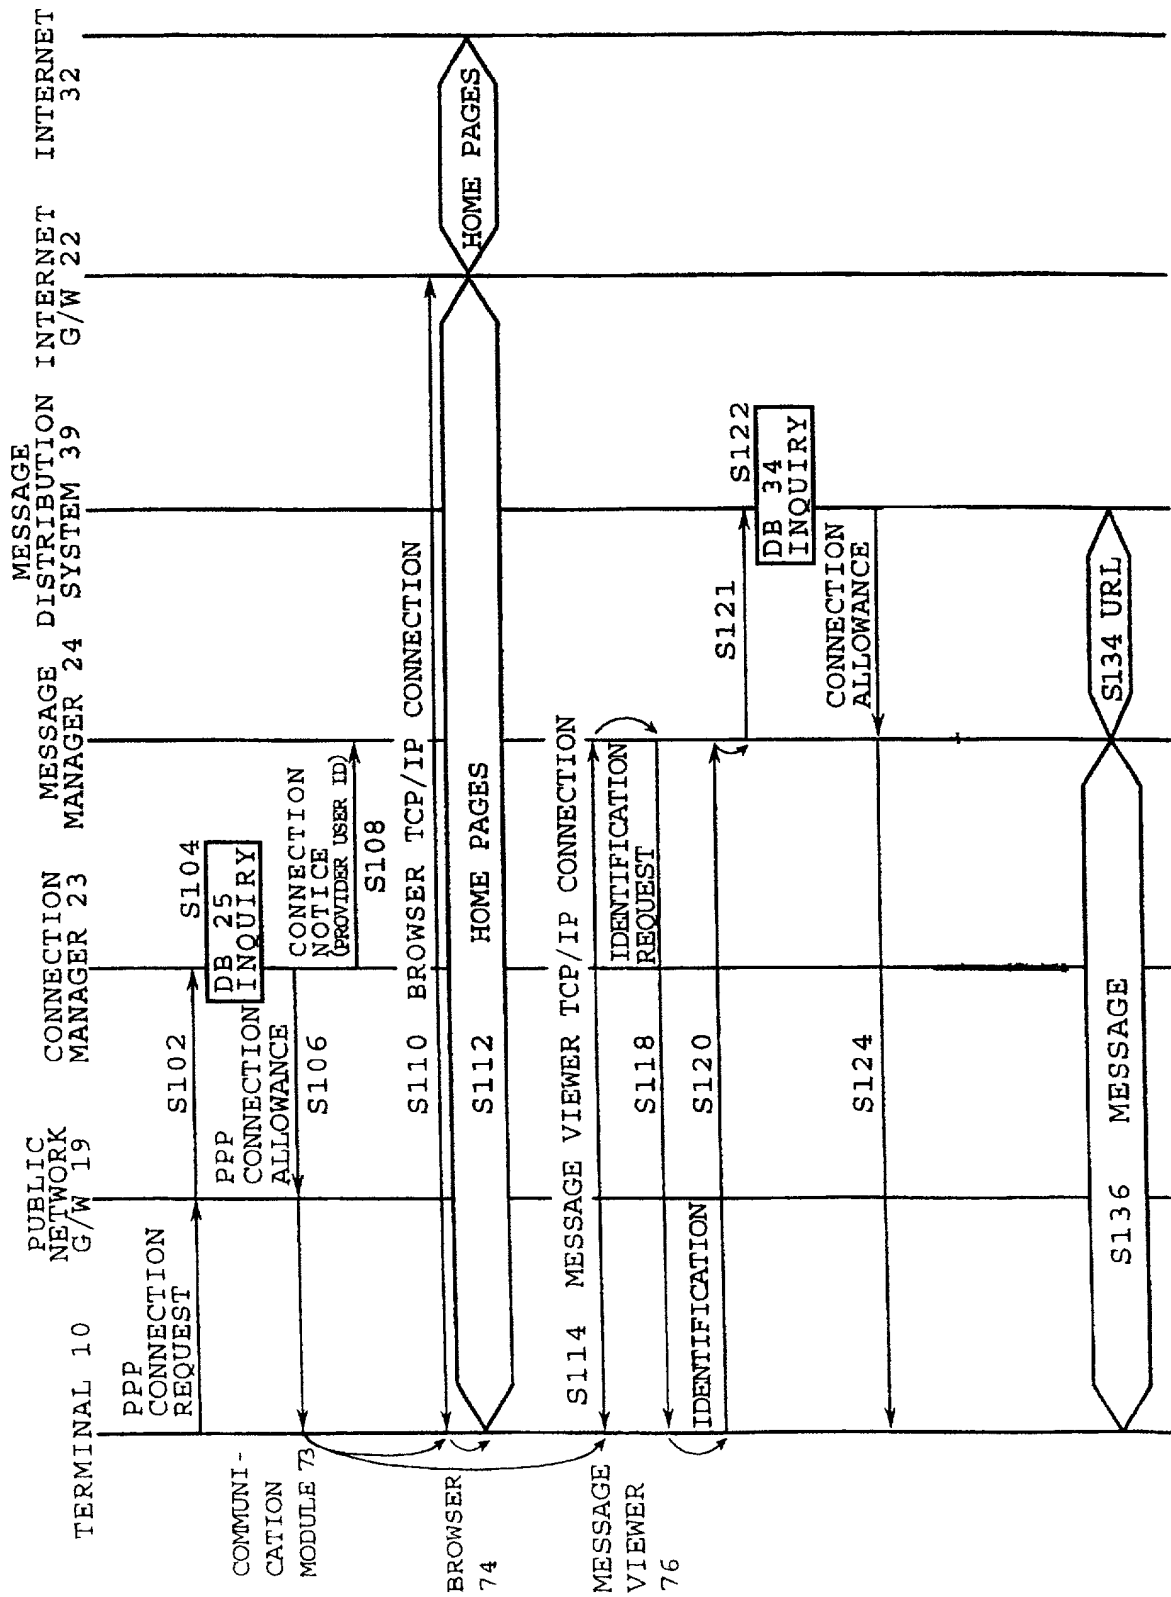 TERMINAL 10
PUBLIC
NETWORK
G/W 19
CONNECTION
MANAGER 23
MESSAGE
MANAGER 24
MESSAGE
DISTRIBUTION
SYSTEM 39
INTERNET
G/W 22
INTERNET
32
PPP
CONNECTION
REQUEST
S102
S104
DB 25
INQUIRY
COMMUNI-
CATION
MODULE 73
PPP
CONNECTION
ALLOWANCE
S106
CONNECTION
NOTICE
(PROVIDER USER ID)
S108
S110 BROWSER TCP/IP CONNECTION
BROWSER
74
S112 HOME PAGES
HOME PAGES
S114 MESSAGE VIEWER TCP/IP CONNECTION
MESSAGE
VIEWER
76
IDENTIFICATION
REQUEST
S118
IDENTIFICATION
S120
S121
S122
DB 34
INQUIRY
CONNECTION
ALLOWANCE
S124
S134 URL
S136 MESSAGE